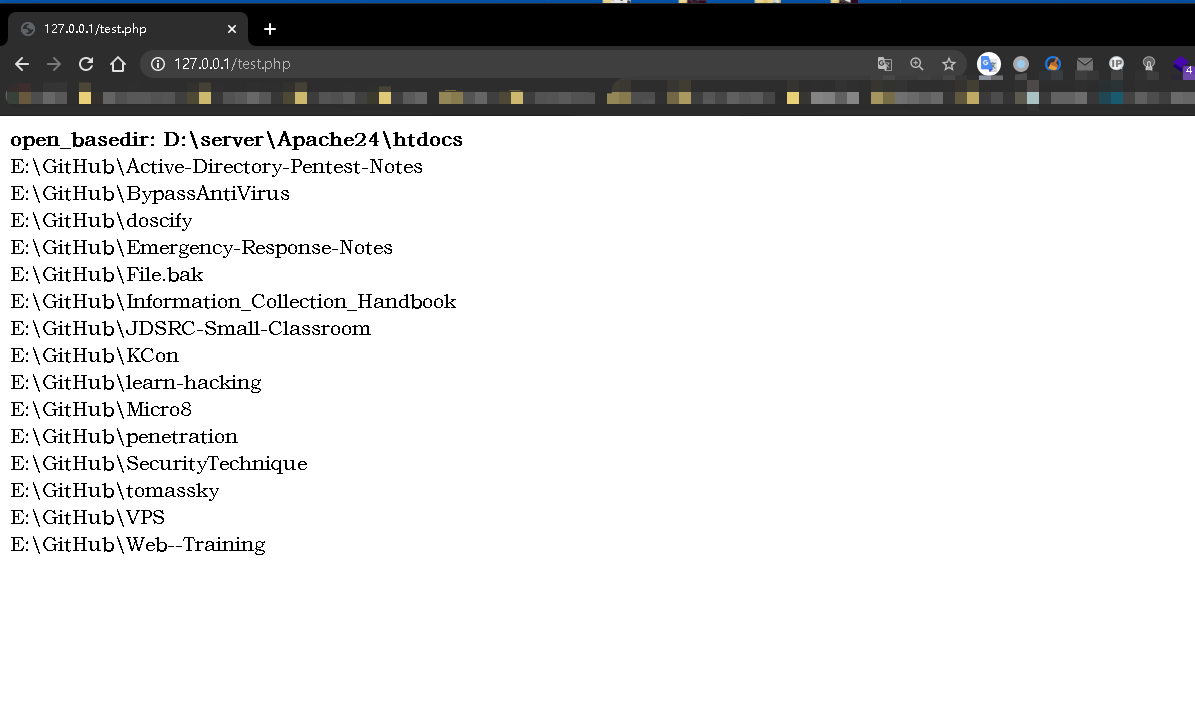 127.0.0.1/test.php
127.0.0.1/test.php
IP
4
open_basedir: D:\server\Apache24\htdocs
E:\GitHub\Active-Directory-Pentest-Notes
E:\GitHub\BypassAntiVirus
E:\GitHub\doscify
E:\GitHub\Emergency-Response-Notes
E:\GitHub\File.bak
E:\GitHub\Information_Collection_Handbook
E:\GitHub\JDSRC-Small-Classroom
E:\GitHub\KCon
E:\GitHub\learn-hacking
E:\GitHub\Micro8
E:\GitHub\penetration
E:\GitHub\SecurityTechnique
E:\GitHub\tomassky
E:\GitHub\VPS
E:\GitHub\Web--Training